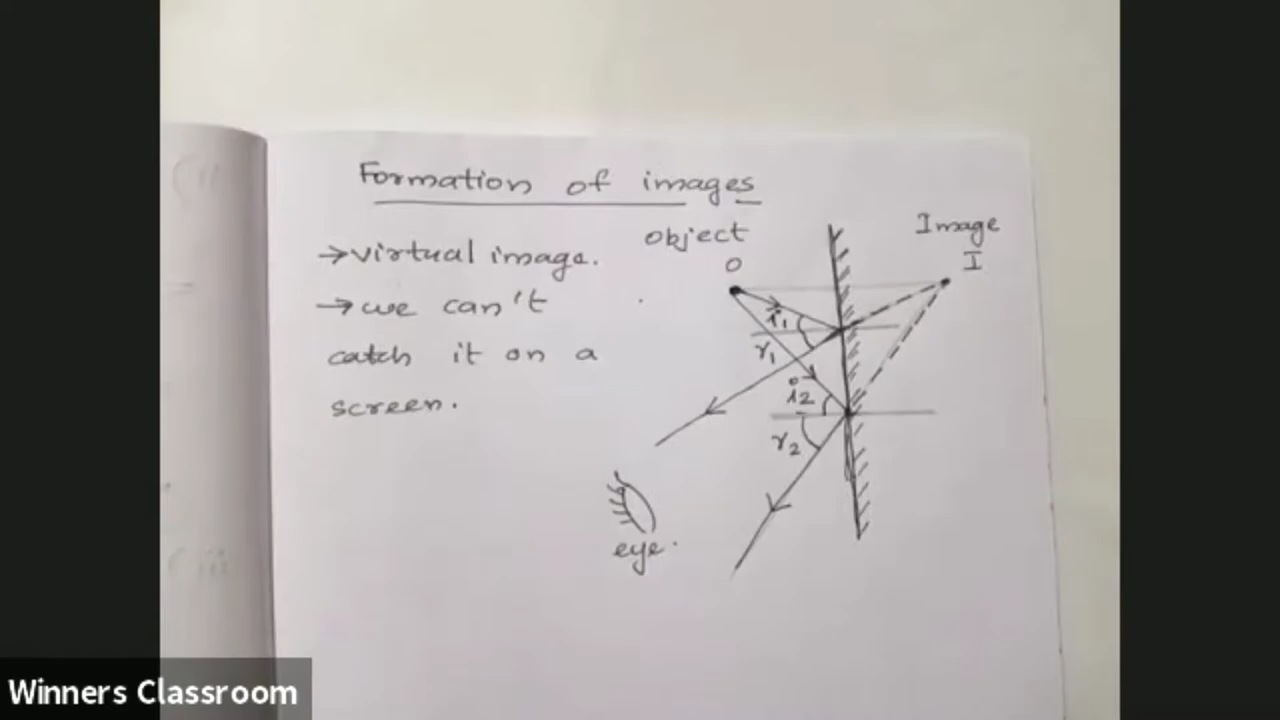 Formation of images
→ virtual image.
→ we can't
catch it on a
screen.
object
O
Image
I
i1
r1
i2
r2
eye.
Winners Classroom